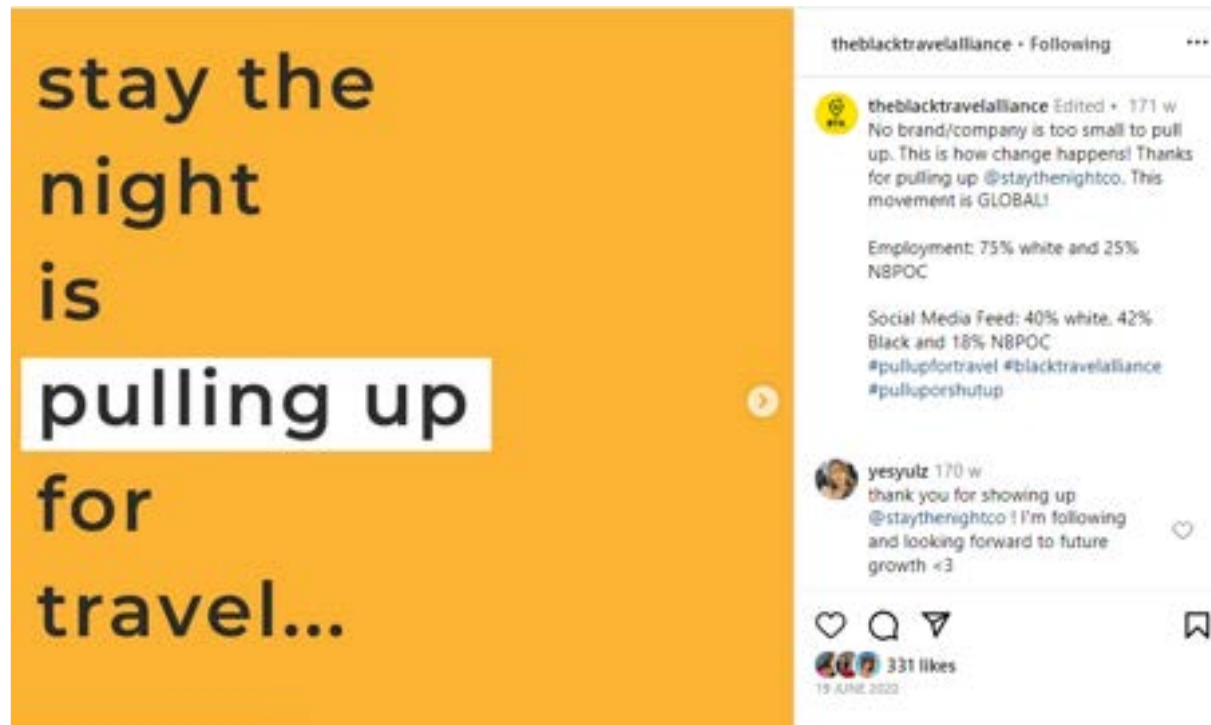 stay the
night
is
pulling up
for
travel...
theblacktravelalliance • Following
theblacktravelalliance Edited • 171 w
No brand/company is too small to pull
up. This is how change happens! Thanks
for pulling up @staythenightco. This
movement is GLOBAL!
Employment: 75% white and 25%
NBPOC
Social Media Feed: 40% white, 42%
Black and 18% NBPOC
#pullupfortravel #blacktravelalliance
#pulluporshutup
yesyulz 170 w
thank you for showing up
@staythenightco ! I'm following
and looking forward to future
growth <3
331 likes
19 JUNE 2020